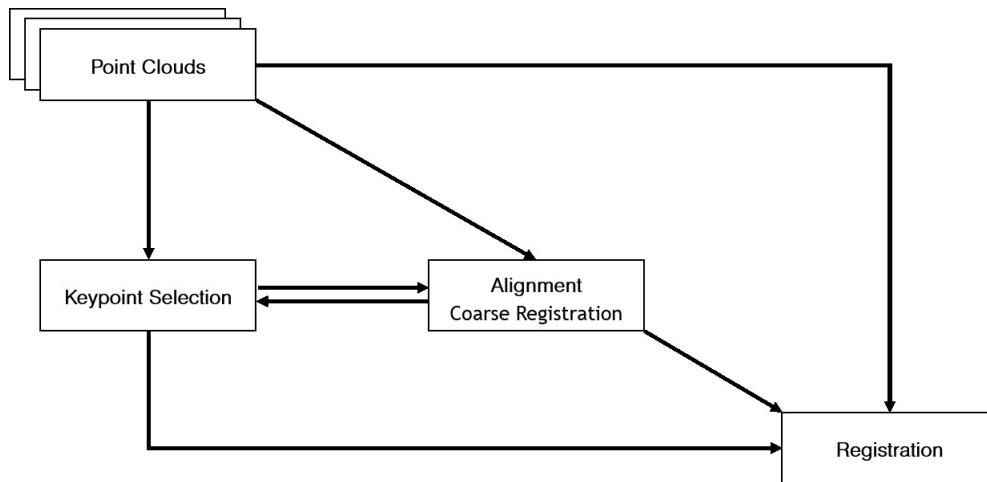 Point Clouds
Keypoint Selection
Alignment
Coarse Registration
Registration